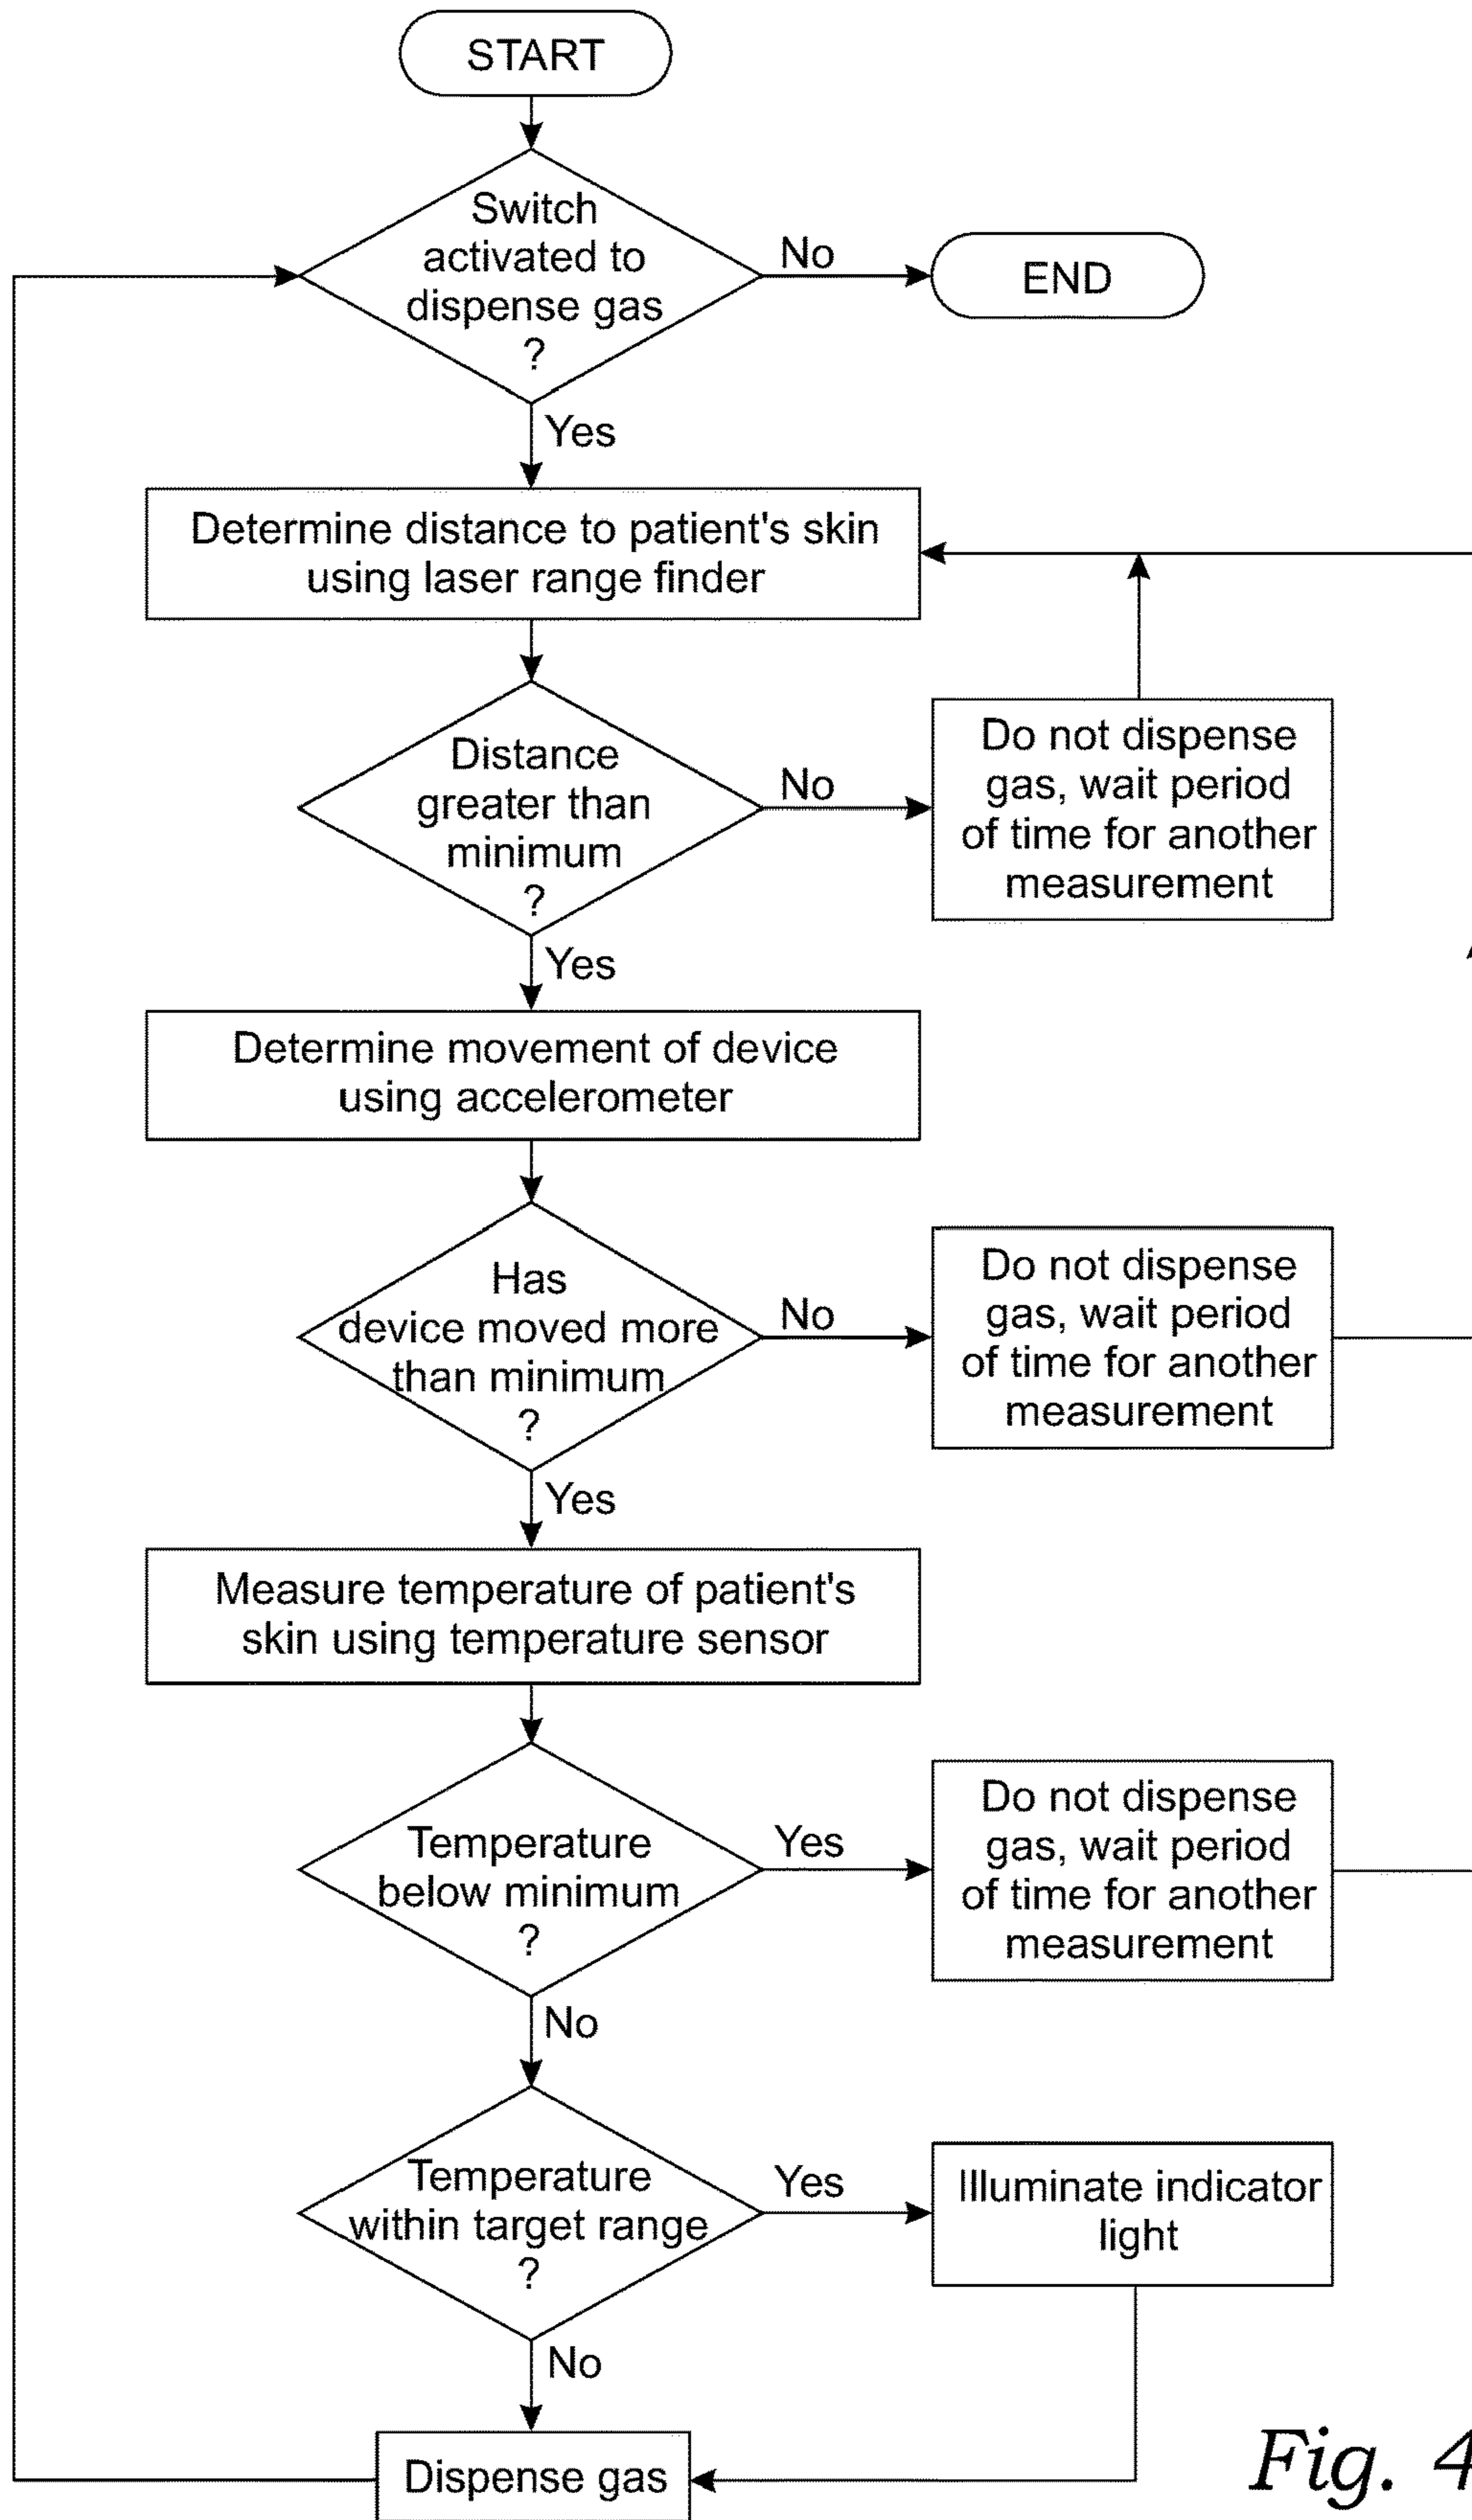 START
Switch
activated to
dispense gas
?
No
END
Yes
Determine distance to patient's skin
using laser range finder
Distance
greater than
minimum
?
No
Do not dispense
gas, wait period
of time for another
measurement
Yes
Determine movement of device
using accelerometer
Has
device moved more
than minimum
?
No
Do not dispense
gas, wait period
of time for another
measurement
Yes
Measure temperature of patient's
skin using temperature sensor
Temperature
below minimum
?
Yes
Do not dispense
gas, wait period
of time for another
measurement
No
Temperature
within target range
?
Yes
Illuminate indicator
light
No
Dispense gas
Fig. 4